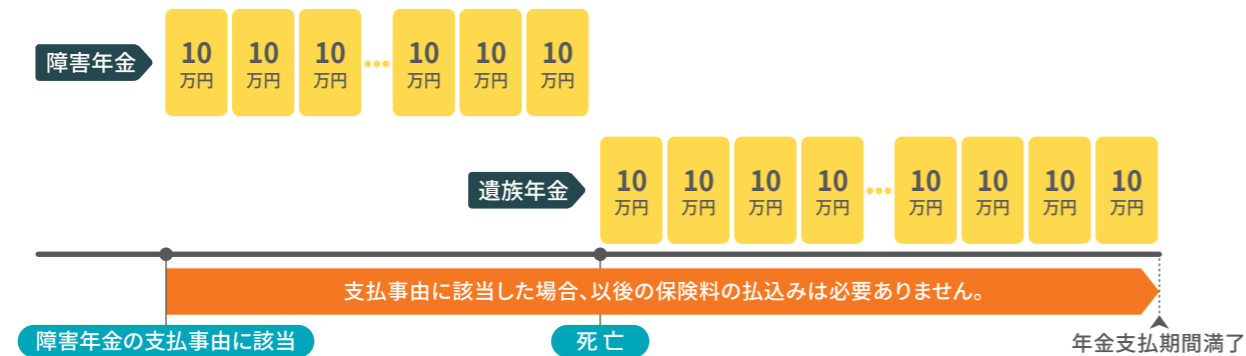 障害年金
10 10 10 10 10 10
万円 万円 万円 万円 万円 万円
遺族年金
10 10 10 10 10 10 10 10
万円 万円 万円 万円 万円 万円 万円 万円
支払事由に該当した場合、以後の保険料の払込みは必要ありません。
障害年金の支払事由に該当
死亡
年金支払期間満了